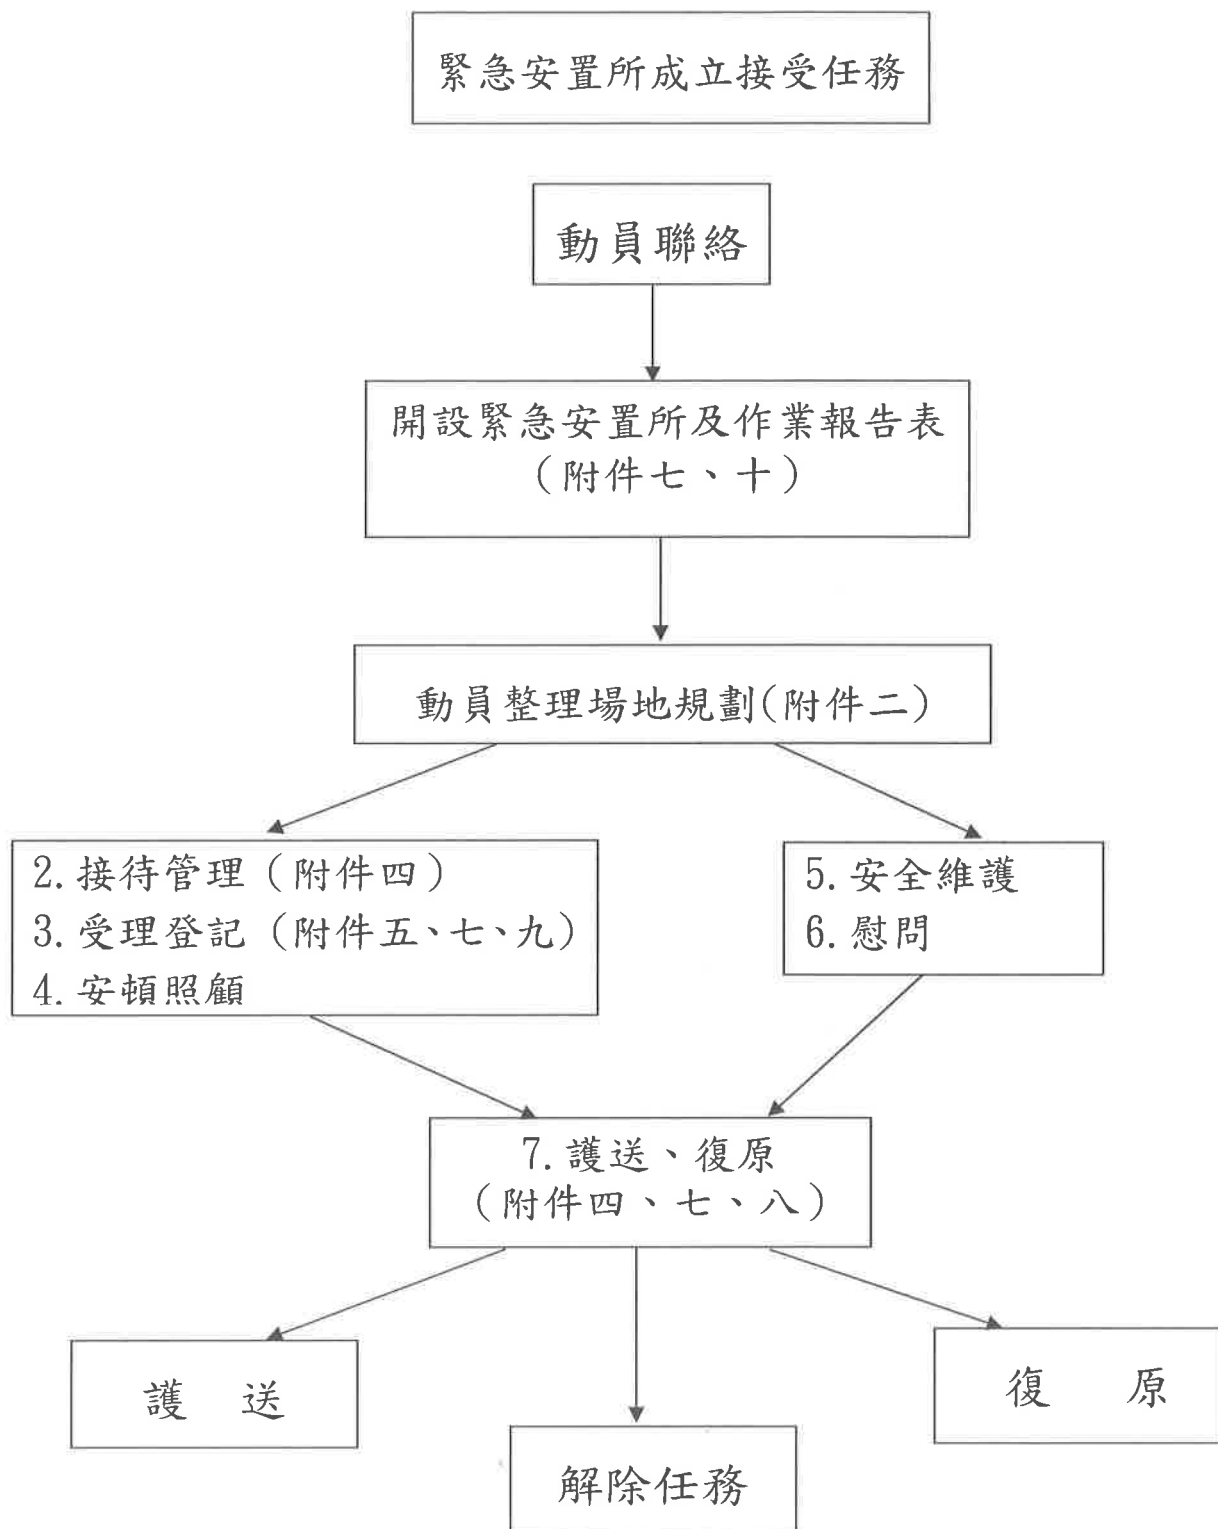 緊急安置所成立接受任務
動員聯絡
開設緊急安置所及作業報告表
（附件七、十）
動員整理場地規劃(附件二)
2.接待管理（附件四）
3.受理登記（附件五、七、九）
4.安頓照顧
5.安全維護
6.慰問
7.護送、復原
（附件四、七、八）
護 送
復 原
解除任務